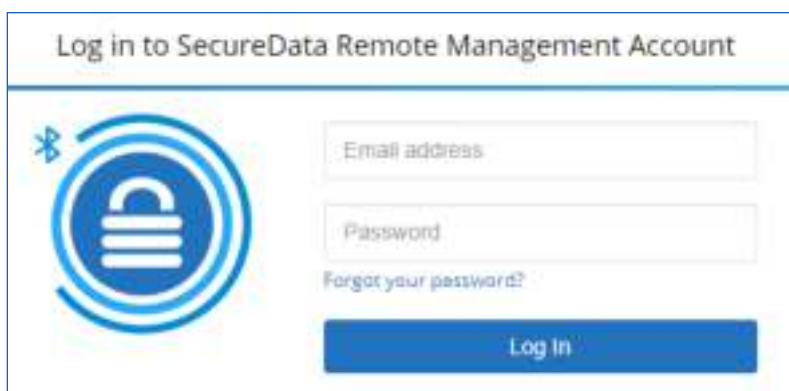 Log in to SecureData Remote Management Account
Email address
Password
Forgot your password?
Log In